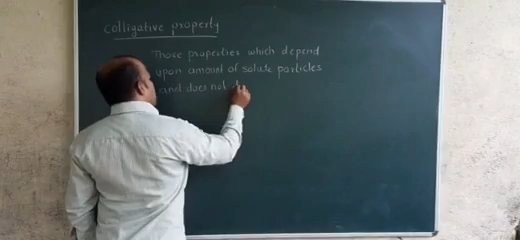 Colligative property
Those properties which depend
upon amount of solute particles
and does not d